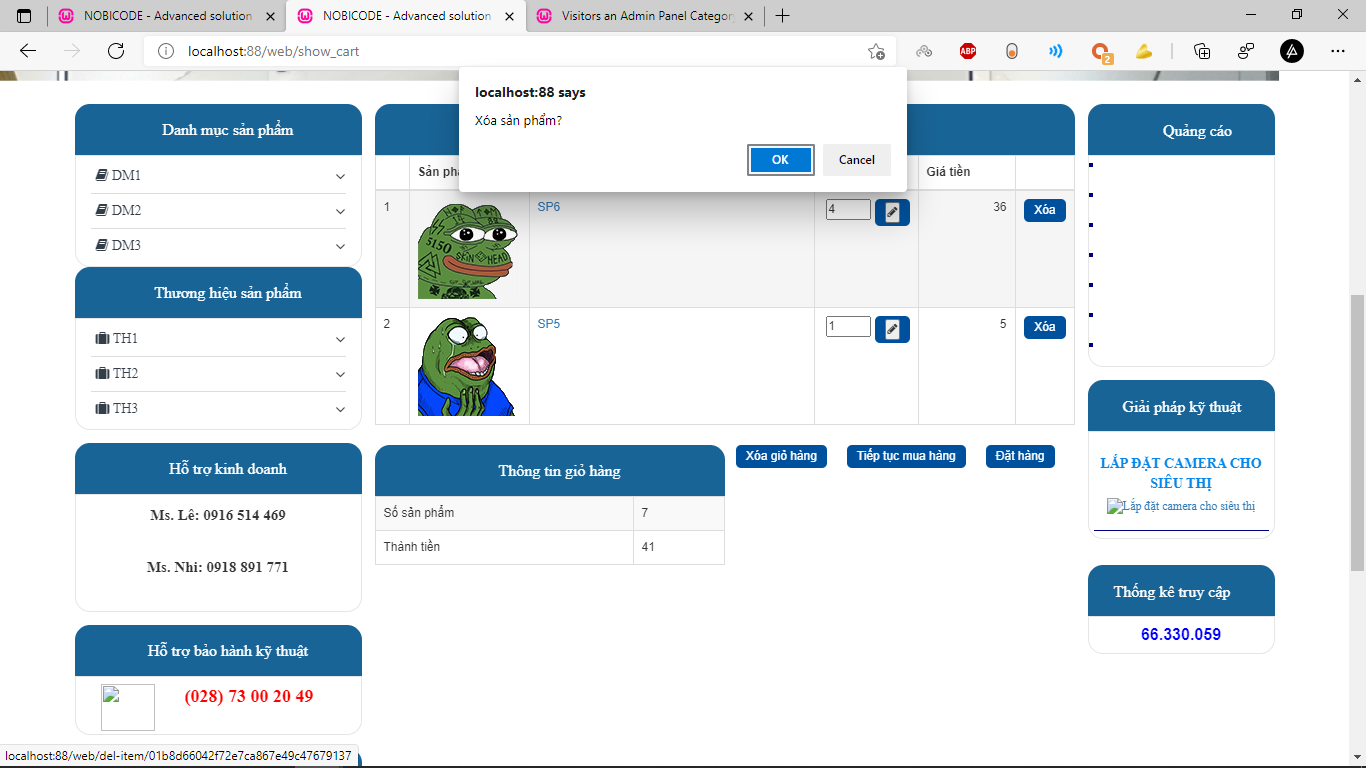 NOBICODE - Advanced solution
NOBICODE - Advanced solution
Visitors an Admin Panel Category
localhost:88/web/show_cart
ABP
2
localhost:88 says
Xóa sản phẩm?
OK
Cancel
Danh mục sản phẩm
DM1
DM2
DM3
Thương hiệu sản phẩm
TH1
TH2
TH3
Hỗ trợ kinh doanh
Ms. Lê: 0916 514 469
Ms. Nhi: 0918 891 771
Hỗ trợ bảo hành kỹ thuật
(028) 73 00 20 49
Giá tiền
1
5150
SKIN HEAD
SP6
4
36
Xóa
2
SP5
1
5
Xóa
Thông tin giỏ hàng
Số sản phẩm
7
Thành tiền
41
Xóa giỏ hàng
Tiếp tục mua hàng
Đặt hàng
Quảng cáo
Giải pháp kỹ thuật
LẮP ĐẶT CAMERA CHO
SIÊU THỊ
Lắp đặt camera cho siêu thị
Thống kê truy cập
66.330.059
localhost:88/web/del-item/01b8d66042f72e7ca867e49c47679137